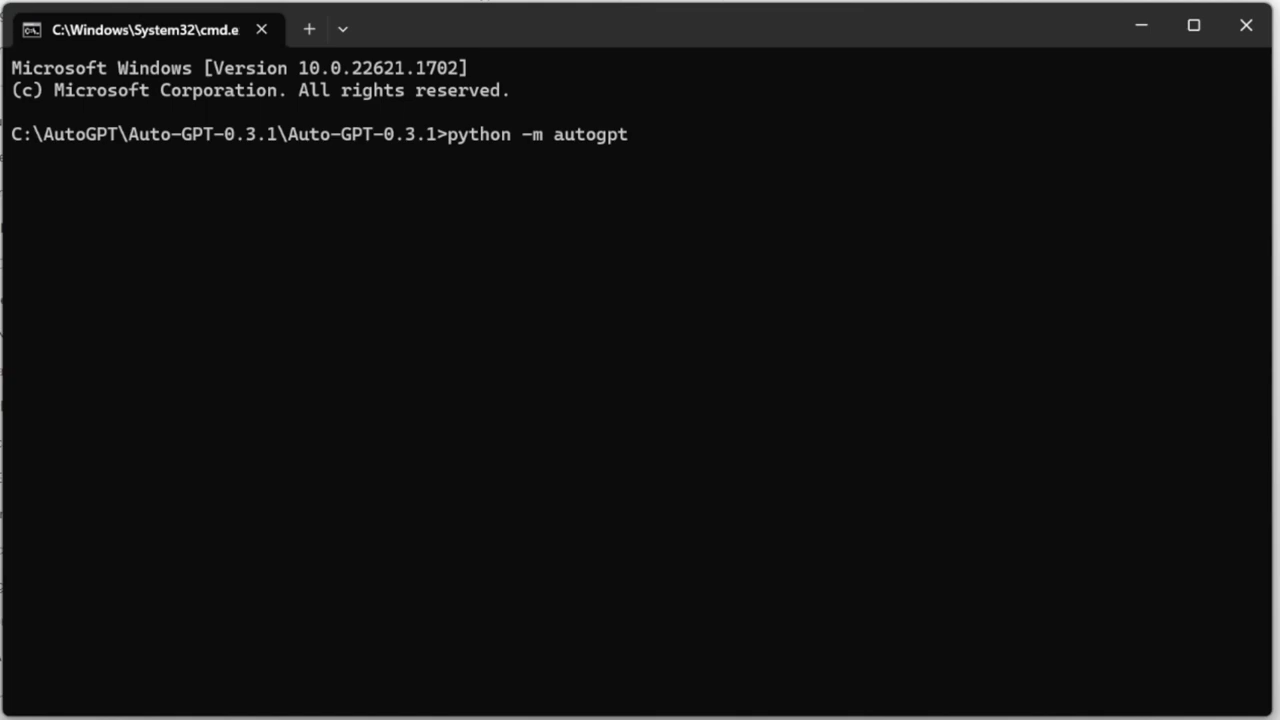 C:\Windows\System32\cmd.e
Microsoft Windows [Version 10.0.22621.1702]
(c) Microsoft Corporation. All rights reserved.
C:\AutoGPT\Auto-GPT-0.3.1\Auto-GPT-0.3.1>python -m autogpt